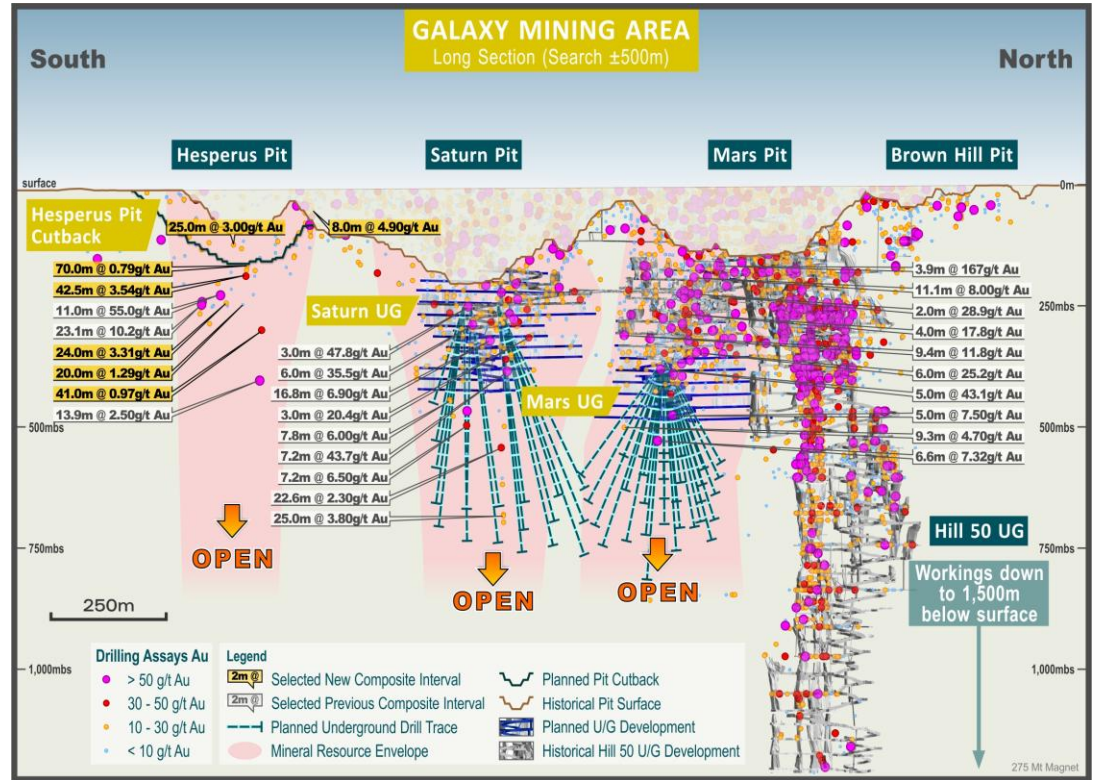 GALAXY MINING AREA
Long Section (Search ±500m)
South
North
Hesperus Pit
Saturn Pit
Mars Pit
Brown Hill Pit
surface
0m
Hesperus Pit
Cutback
25.0m @ 3.00g/t Au
8.0m @ 4.90g/t Au
70.0m @ 0.79g/t Au
42.5m @ 3.54g/t Au
11.0m @ 55.0g/t Au
23.1m @ 10.2g/t Au
24.0m @ 3.31g/t Au
20.0m @ 1.29g/t Au
41.0m @ 0.97g/t Au
13.9m @ 2.50g/t Au
Saturn UG
3.0m @ 47.8g/t Au
6.0m @ 35.5g/t Au
16.8m @ 6.90g/t Au
3.0m @ 20.4g/t Au
7.8m @ 6.00g/t Au
7.2m @ 43.7g/t Au
7.2m @ 6.50g/t Au
22.6m @ 2.30g/t Au
25.0m @ 3.80g/t Au
Mars UG
3.9m @ 167g/t Au
11.1m @ 8.00g/t Au
2.0m @ 28.9g/t Au
4.0m @ 17.8g/t Au
9.4m @ 11.8g/t Au
6.0m @ 25.2g/t Au
5.0m @ 43.1g/t Au
5.0m @ 7.50g/t Au
9.3m @ 4.70g/t Au
6.6m @ 7.32g/t Au
250mbs
500mbs
500mbs
750mbs
750mbs
1,000mbs
1,000mbs
OPEN
OPEN
OPEN
Hill 50 UG
Workings down
to 1,500m
below surface
250m
Drilling Assays Au
> 50 g/t Au
30 - 50 g/t Au
10 - 30 g/t Au
< 10 g/t Au
Legend
2m @ Selected New Composite Interval
2m @ Selected Previous Composite Interval
Planned Underground Drill Trace
Mineral Resource Envelope
Planned Pit Cutback
Historical Pit Surface
Planned U/G Development
Historical Hill 50 U/G Development
275 Mt Magnet